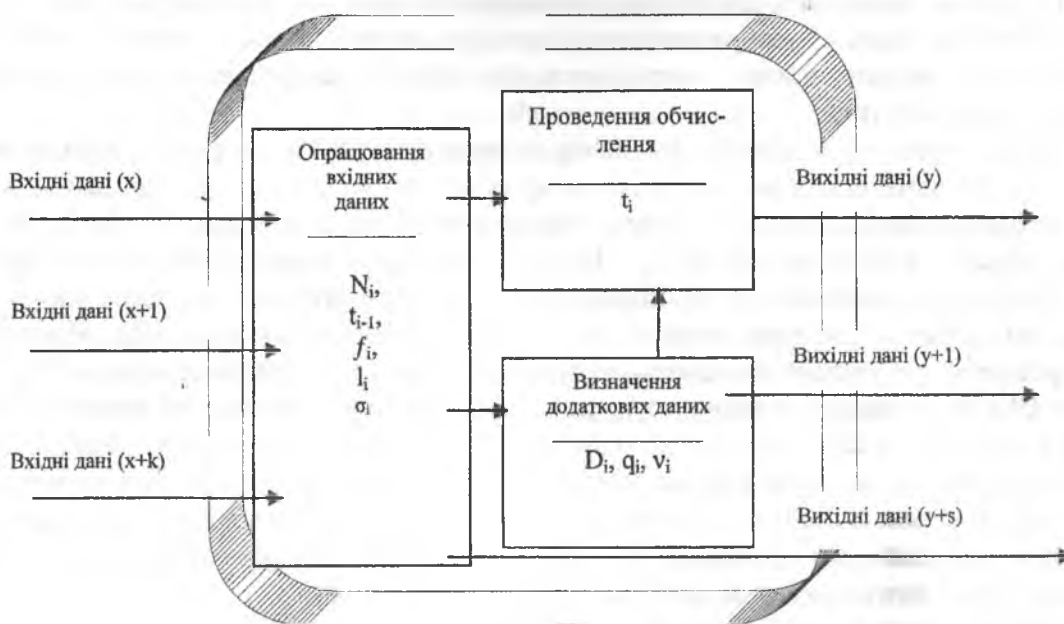 Вхідні дані (x)
Вхідні дані (x+1)
Вхідні дані (x+k)
Опрацювання
вхідних
даних
Nᵢ,
tᵢ₋₁,
fᵢ,
lᵢ
σᵢ
Проведення обчис-
лення
tᵢ
Визначення
додаткових даних
Dᵢ, qᵢ, νᵢ
Вихідні дані (y)
Вихідні дані (y+1)
Вихідні дані (y+s)